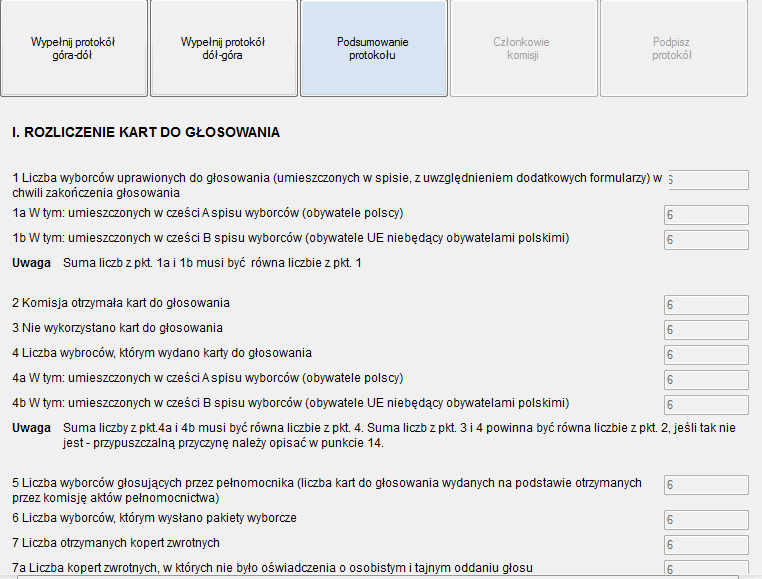 Wypełnij protokół
góra-dół
Wypełnij protokół
dół-góra
Podsumowanie
protokołu
Członkowie
komisji
Podpisz
protokół
I. ROZLICZENIE KART DO GŁOSOWANIA
1 Liczba wyborców uprawionych do głosowania (umieszczonych w spisie, z uwzględnieniem dodatkowych formularzy) w 6
chwili zakończenia głosowania
1a W tym: umieszczonych w cześci A spisu wyborców (obywatele polscy) 6
1b W tym: umieszczonych w cześci B spisu wyborców (obywatele UE niebędący obywatelami polskimi) 6
Uwaga Suma liczb z pkt. 1a i 1b musi być równa liczbie z pkt. 1
2 Komisja otrzymała kart do głosowania 6
3 Nie wykorzystano kart do głosowania 6
4 Liczba wybroców, którym wydano karty do głosowania 6
4a W tym: umieszczonych w cześci A spisu wyborców (obywatele polscy) 6
4b W tym: umieszczonych w cześci B spisu wyborców (obywatele UE niebędący obywatelami polskimi) 6
Uwaga Suma liczby z pkt.4a i 4b musi być równa liczbie z pkt. 4. Suma liczb z pkt. 3 i 4 powinna być równa liczbie z pkt. 2, jeśli tak nie
jest - przypuszczalną przyczynę należy opisać w punkcie 14.
5 Liczba wyborców głosujących przez pełnomocnika (liczba kart do głosowania wydanych na podstawie otrzymanych 6
przez komisję aktów pełnomocnictwa)
6 Liczba wyborców, którym wysłano pakiety wyborcze 6
7 Liczba otrzymanych kopert zwrotnych 6
7a Liczba kopert zwrotnych, w których nie było oświadczenia o osobistym i tajnym oddaniu głosu 6